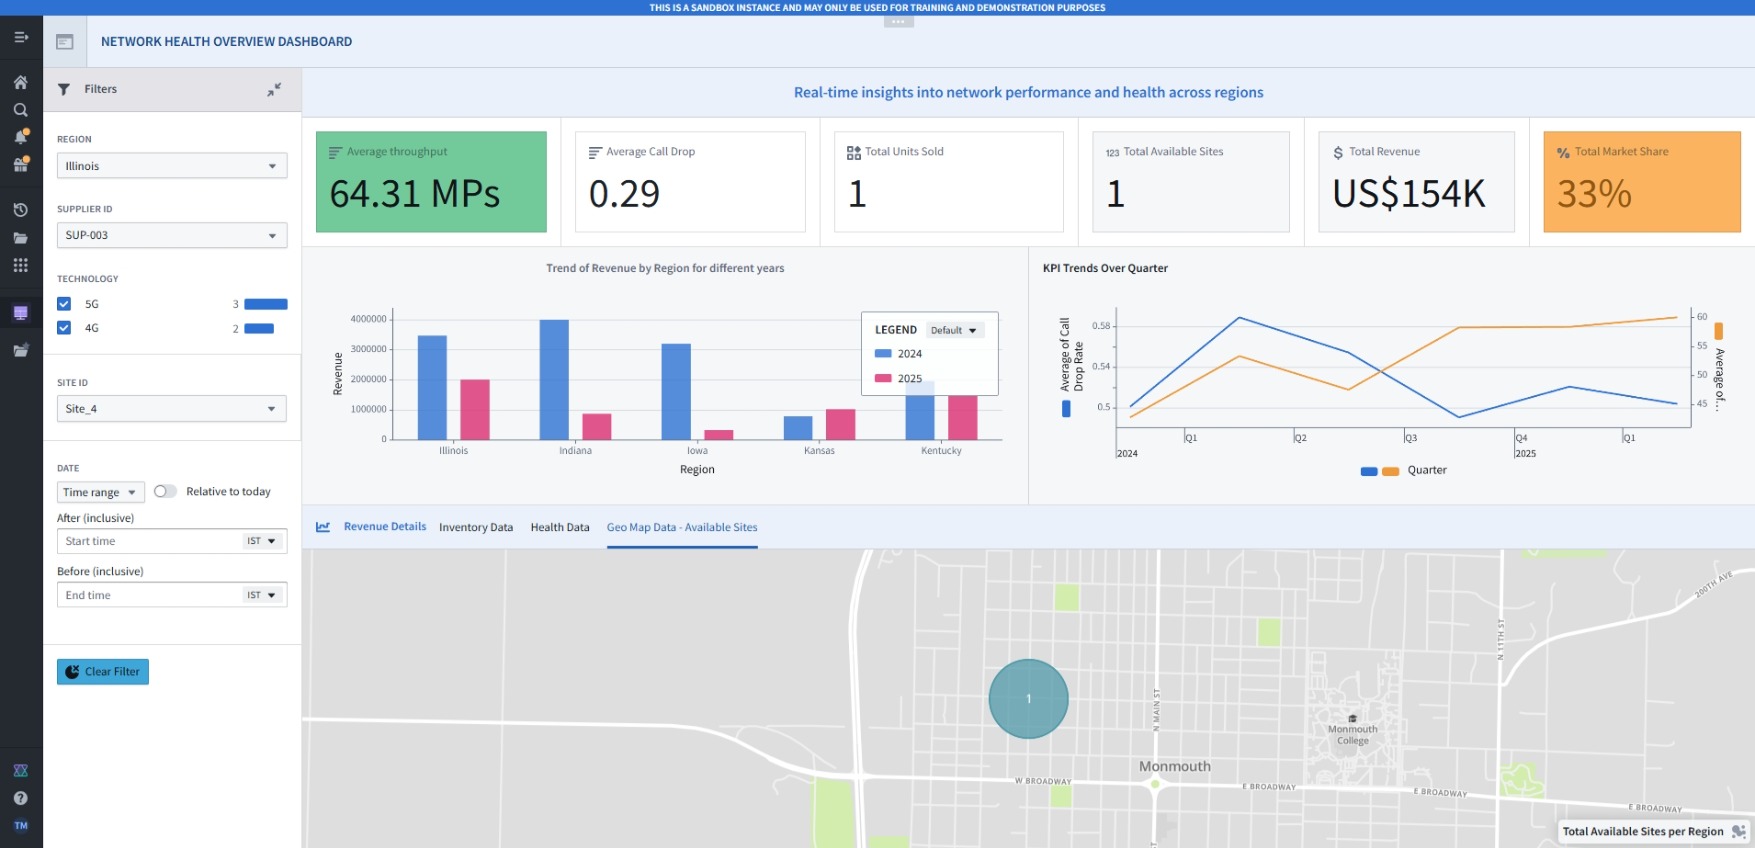 THIS IS A SANDBOX INSTANCE AND MAY ONLY BE USED FOR TRAINING AND DEMONSTRATION PURPOSES
NETWORK HEALTH OVERVIEW DASHBOARD
Filters
Real-time insights into network performance and health across regions
REGION
Illinois
SUPPLIER ID
SUP-003
TECHNOLOGY
5G 3
4G 2
SITE ID
Site_4
DATE
Time range Relative to today
After (inclusive)
Start time IST
Before (inclusive)
End time IST
Clear Filter
TM
Average throughput
64.31 MPs
Average Call Drop
0.29
Total Units Sold
1
123 Total Available Sites
1
$ Total Revenue
US$154K
% Total Market Share
33%
Trend of Revenue by Region for different years
Revenue
4000000
3000000
2000000
1000000
0
Illinois Indiana Iowa Kansas Kentucky
Region
LEGEND Default
2024
2025
KPI Trends Over Quarter
Average of Call
Drop Rate
0.58
0.54
0.5
60
55
50
45
Average of...
Q1 Q2 Q3 Q4 Q1
2024 2025
Quarter
Revenue Details Inventory Data Health Data Geo Map Data - Available Sites
200TH AVE
N 11TH ST
1
N MAIN ST
Monmouth
College
Monmouth
W BROADWAY
E BROADWAY
E BROADWAY
E BROADWAY
ST
Total Available Sites per Region